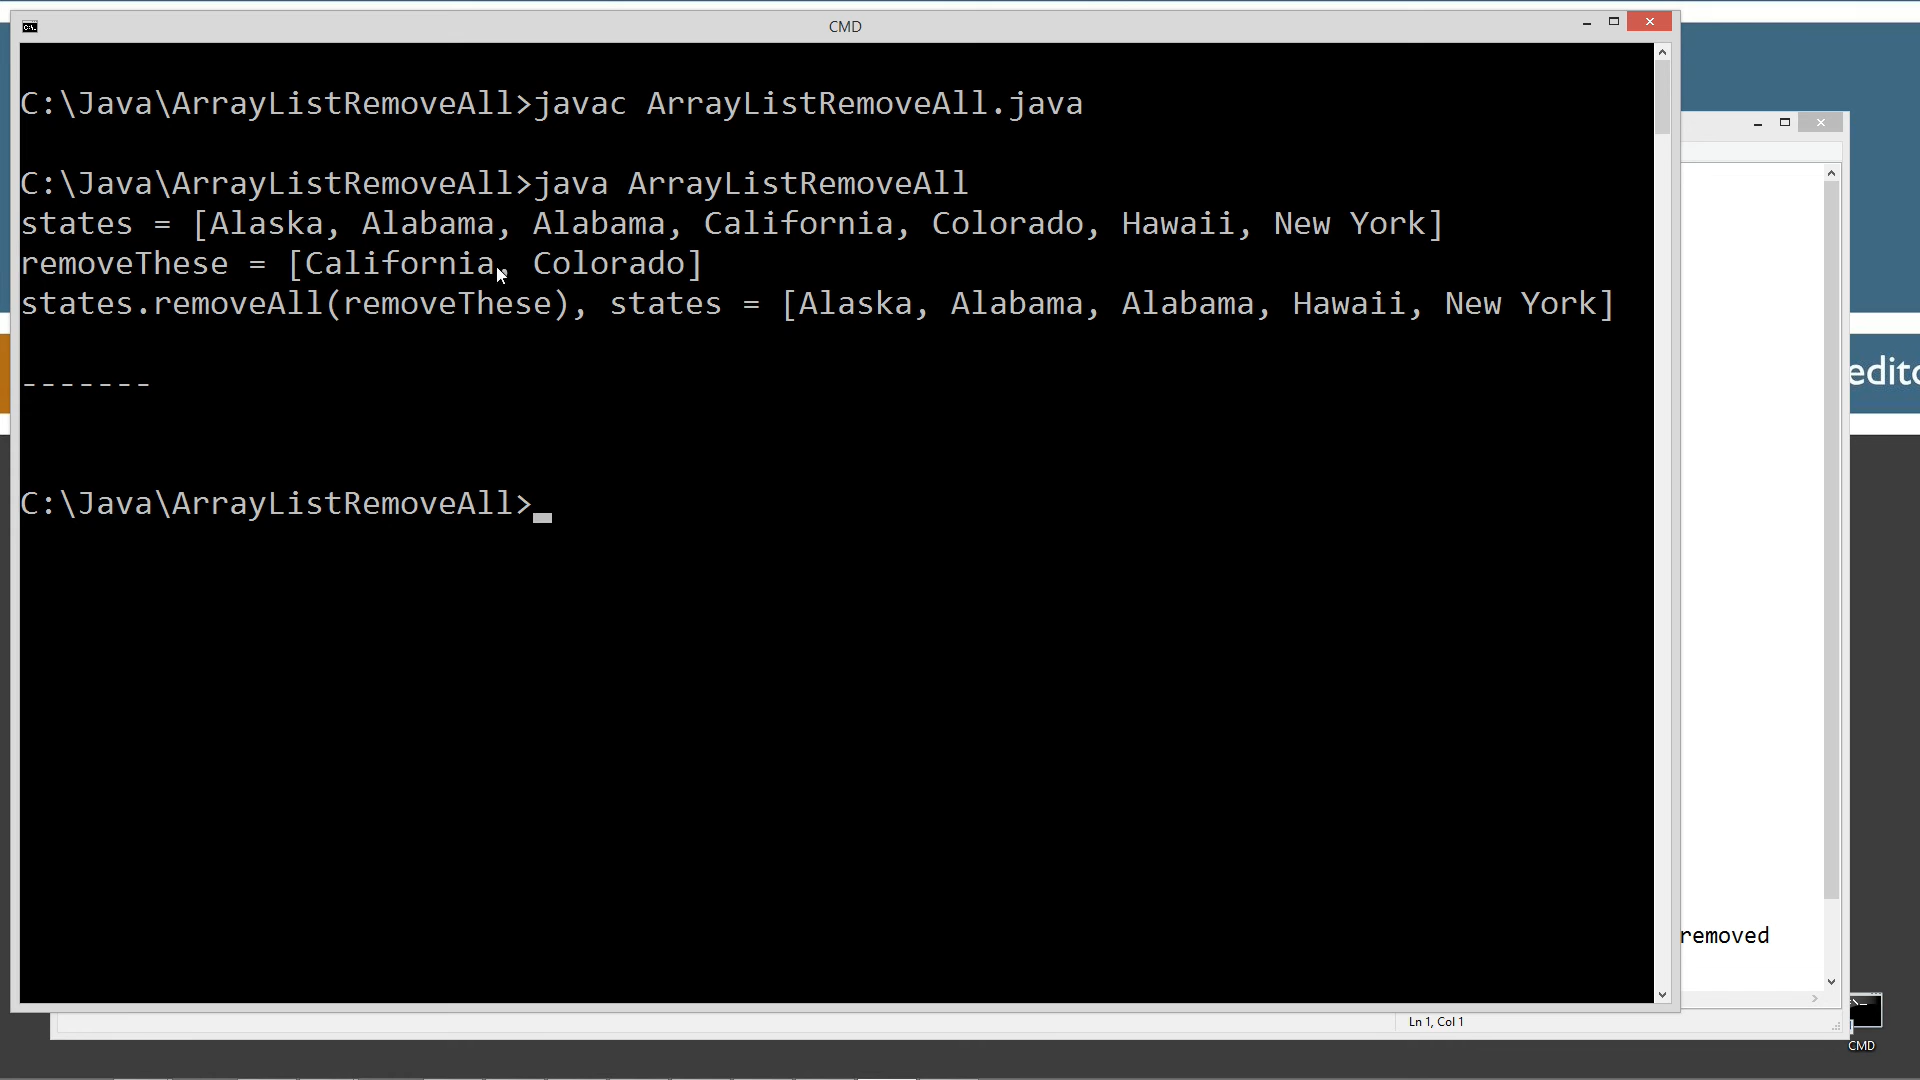 CMD
C:\Java\ArrayListRemoveAll>javac ArrayListRemoveAll.java
C:\Java\ArrayListRemoveAll>java ArrayListRemoveAll
states = [Alaska, Alabama, Alabama, California, Colorado, Hawaii, New York]
removeThese = [California, Colorado]
states.removeAll(removeThese), states = [Alaska, Alabama, Alabama, Hawaii, New York]
-------
C:\Java\ArrayListRemoveAll>
edito
removed
Ln 1, Col 1
CMD